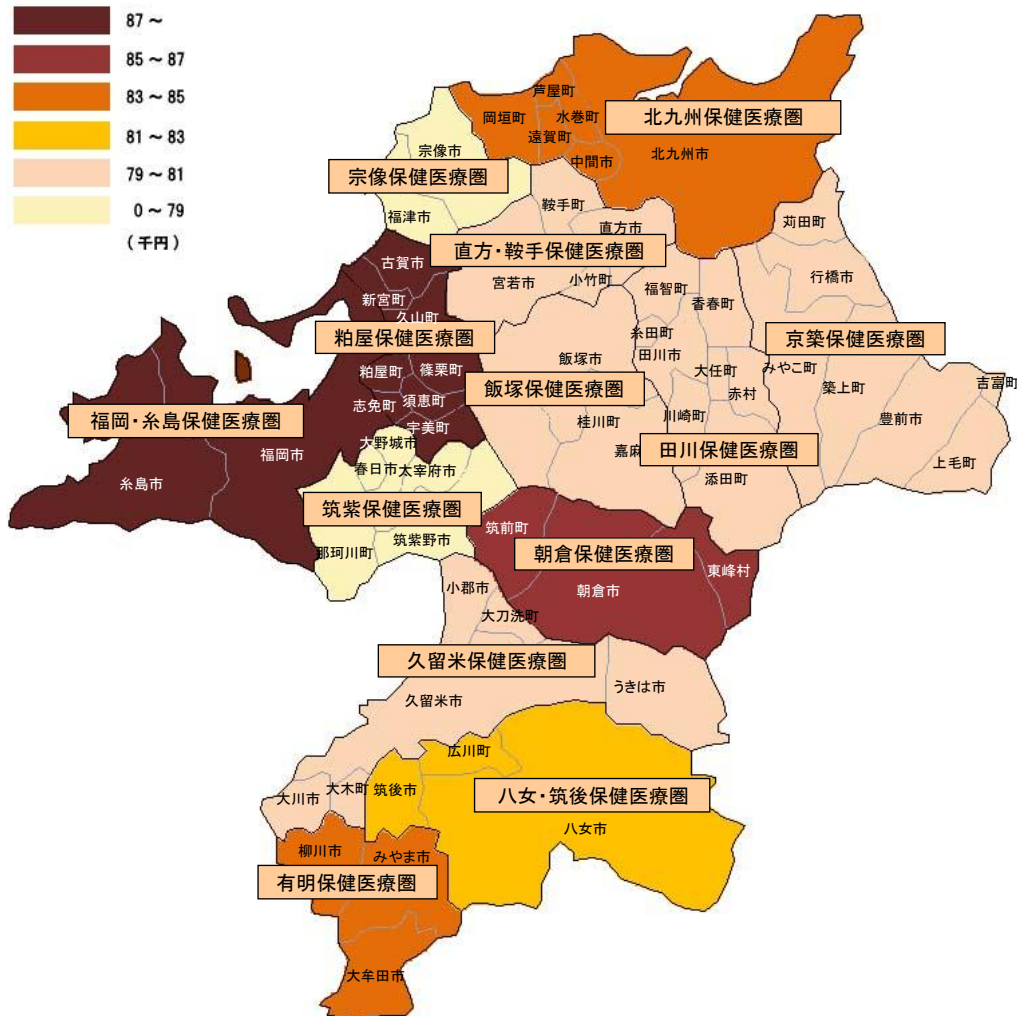 87～
85～87
83～85
81～83
79～81
0～79
(千円)
芦屋町
岡垣町
水巻町
遠賀町
北九州保健医療圏
中間市
北九州市
宗像市
宗像保健医療圏
福津市
鞍手町
直方市
直方・鞍手保健医療圏
宮若市
小竹町
苅田町
行橋市
古賀市
新宮町
久山町
福智町
香春町
粕屋保健医療圏
糸田町
京築保健医療圏
粕屋町
篠栗町
飯塚市
田川市
大任町
みやこ町
飯塚保健医療圏
赤村
築上町
吉富町
志免町
須恵町
福岡・糸島保健医療圏
宇美町
桂川町
川崎町
豊前市
大野城市
福岡市
嘉麻
田川保健医療圏
春日市
太宰府市
上毛町
糸島市
添田町
筑紫保健医療圏
筑前町
那珂川町
筑紫野市
朝倉保健医療圏
東峰村
小郡市
朝倉市
大刀洗町
久留米保健医療圏
うきは市
久留米市
広川町
大川市
大木町
筑後市
八女・筑後保健医療圏
八女市
柳川市
みやま市
有明保健医療圏
大牟田市